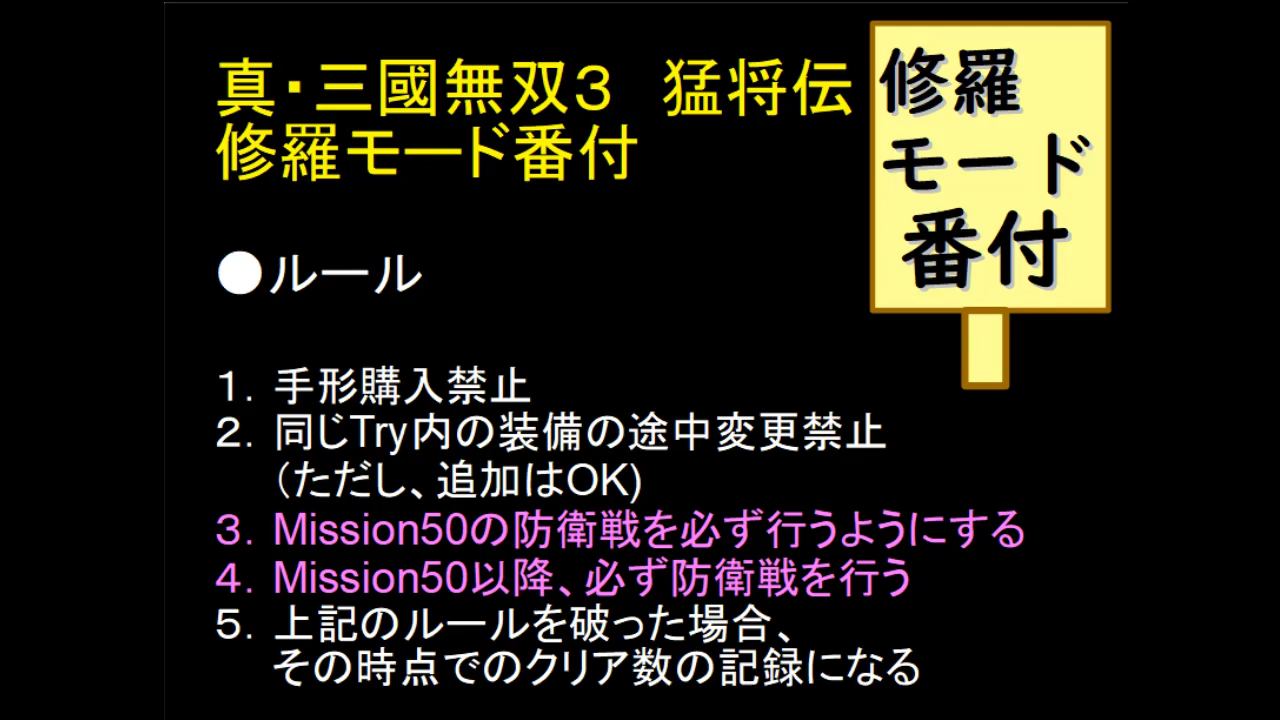 真・三國無双３　猛将伝
修羅モード番付
修羅
モード
番付
●ルール
１．手形購入禁止
２．同じTry内の装備の途中変更禁止
（ただし、追加はOK)
３．Mission50の防衛戦を必ず行うようにする
４．Mission50以降、必ず防衛戦を行う
５．上記のルールを破った場合、
その時点でのクリア数の記録になる